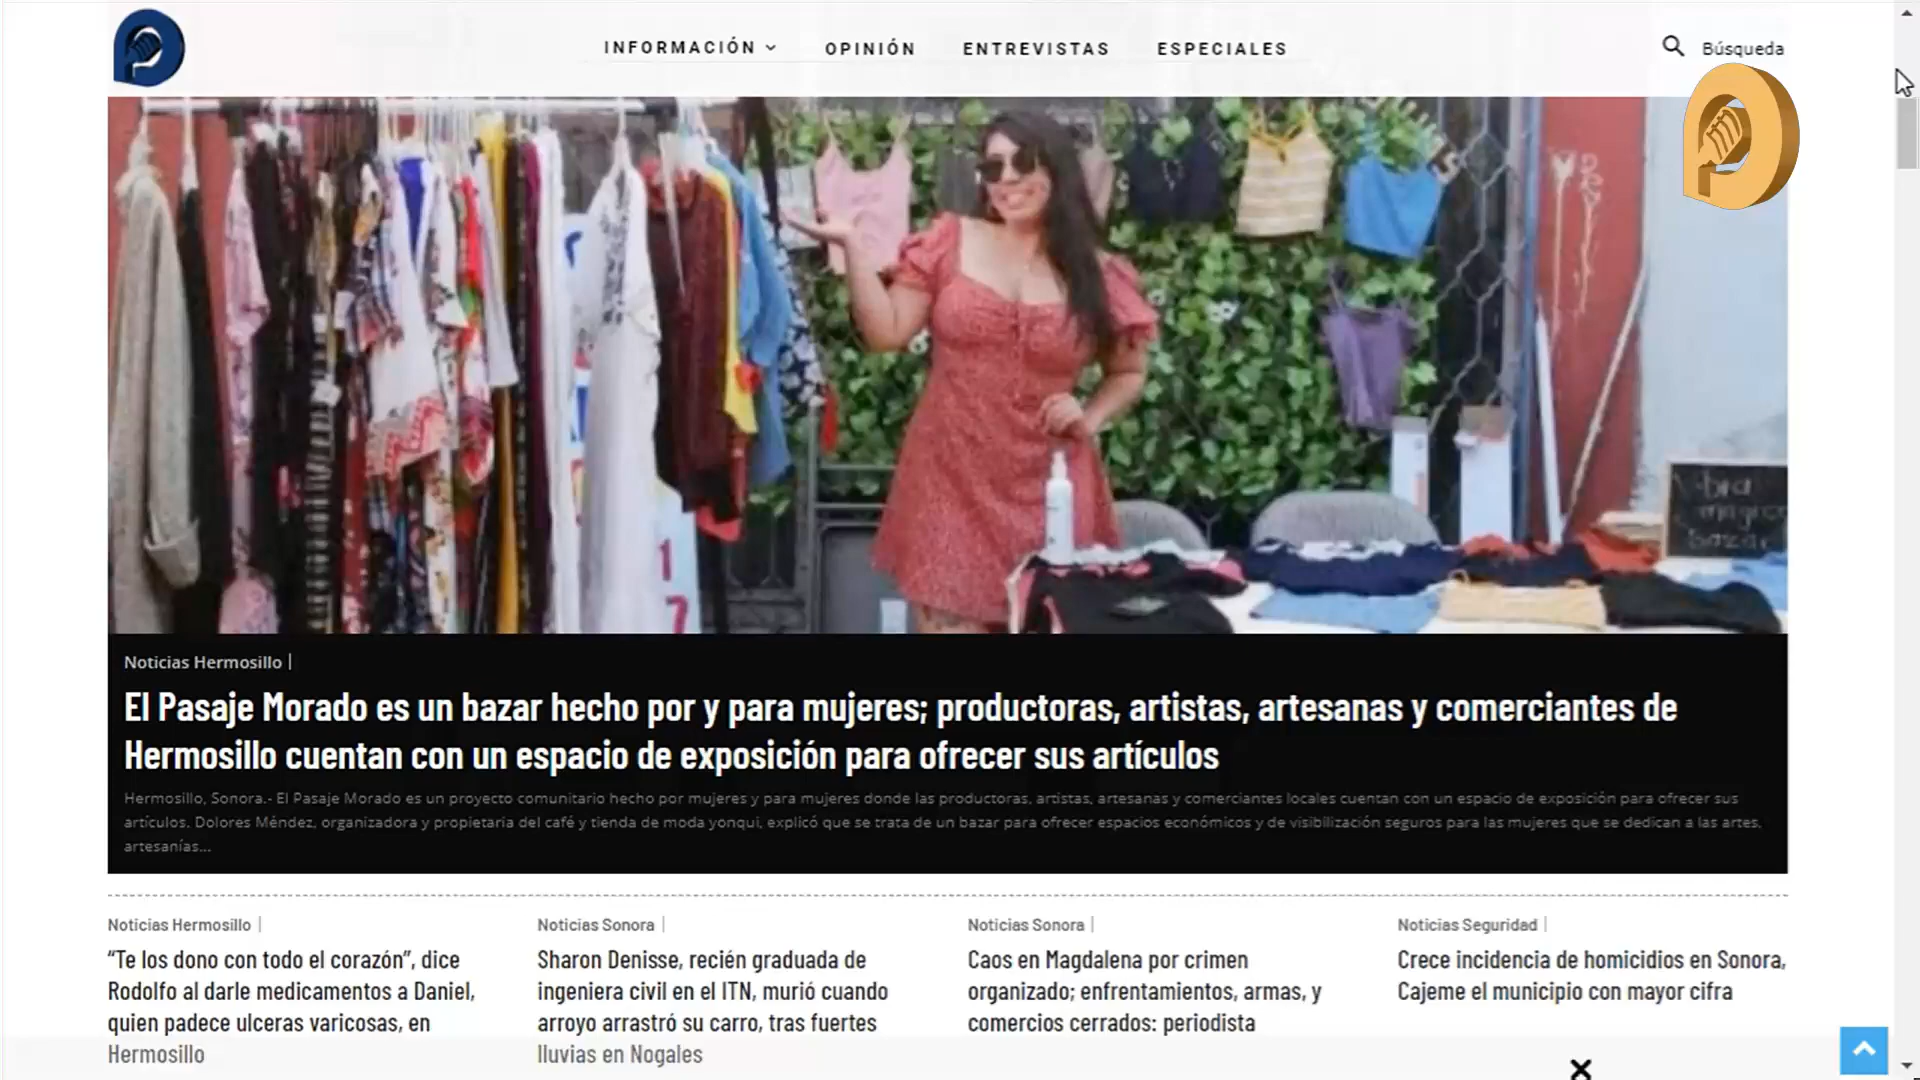 INFORMACIÓN
OPINIÓN
ENTREVISTAS
ESPECIALES
Búsqueda
1
7
Noticias Hermosillo |
El Pasaje Morado es un bazar hecho por y para mujeres; productoras, artistas, artesanas y comerciantes de
Hermosillo cuentan con un espacio de exposición para ofrecer sus artículos
Hermosillo, Sonora.- El Pasaje Morado es un proyecto comunitario hecho por mujeres y para mujeres donde las productoras, artistas, artesanas y comerciantes locales cuentan con un espacio de exposición para ofrecer sus
artículos. Dolores Méndez, organizadora y propietaria del café y tienda de moda yonqui, explicó que se trata de un bazar para ofrecer espacios económicos y de visibilización seguros para las mujeres que se dedican a las artes,
artesanías...
Noticias Hermosillo |
“Te los dono con todo el corazón”, dice
Rodolfo al darle medicamentos a Daniel,
quien padece ulceras varicosas, en
Hermosillo
Noticias Sonora |
Sharon Denisse, recién graduada de
ingeniera civil en el ITN, murió cuando
arroyo arrastró su carro, tras fuertes
lluvias en Nogales
Noticias Sonora |
Caos en Magdalena por crimen
organizado; enfrentamientos, armas, y
comercios cerrados: periodista
Noticias Seguridad |
Crece incidencia de homicidios en Sonora,
Cajeme el municipio con mayor cifra